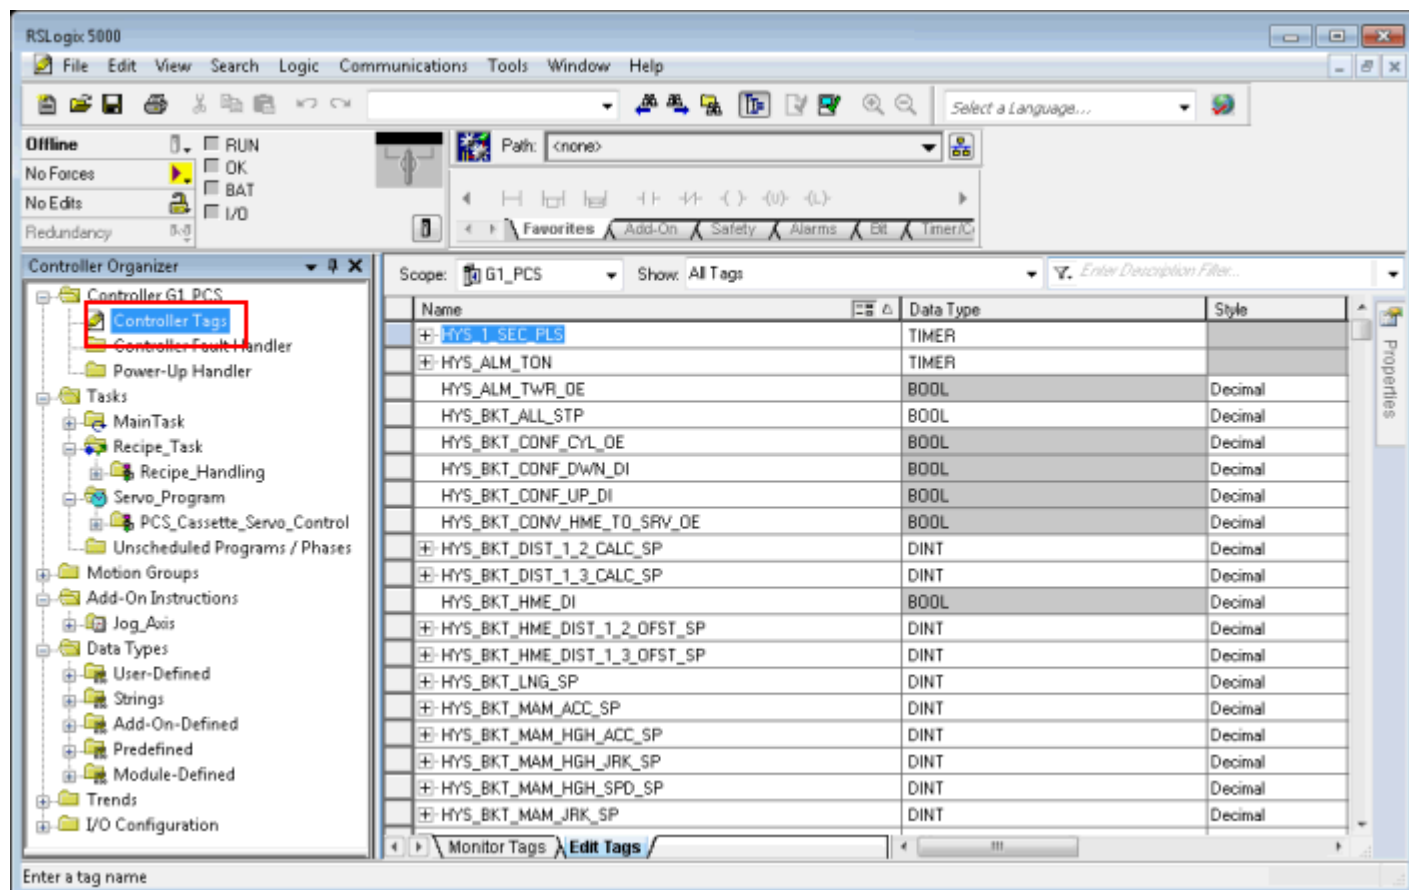 RSLogix 5000
File Edit View Search Logic Communications Tools Window Help
Select a Language...
Offline RUN
No Forces OK
BAT
No Edits I/O
Redundancy
Path: <none>
Favorites Add-On Safety Alarms Bit Timer/C
Controller Organizer
Controller G1_PCS
Controller Tags
Controller Fault Handler
Power-Up Handler
Tasks
MainTask
Recipe_Task
Recipe_Handling
Servo_Program
PCS_Cassette_Servo_Control
Unscheduled Programs / Phases
Motion Groups
Add-On Instructions
Jog_Axis
Data Types
User-Defined
Strings
Add-On-Defined
Predefined
Module-Defined
Trends
I/O Configuration
Scope: G1_PCS Show: All Tags Enter Description Filter...
Name Data Type Style
HYS_1_SEC_PLS TIMER
HYS_ALM_TON TIMER
HYS_ALM_TWR_OE BOOL Decimal
HYS_BKT_ALL_STP BOOL Decimal
HYS_BKT_CONF_CYL_OE BOOL Decimal
HYS_BKT_CONF_DWN_DI BOOL Decimal
HYS_BKT_CONF_UP_DI BOOL Decimal
HYS_BKT_CONV_HME_TO_SRV_OE BOOL Decimal
HYS_BKT_DIST_1_2_CALC_SP DINT Decimal
HYS_BKT_DIST_1_3_CALC_SP DINT Decimal
HYS_BKT_HME_DI BOOL Decimal
HYS_BKT_HME_DIST_1_2_OFST_SP DINT Decimal
HYS_BKT_HME_DIST_1_3_OFST_SP DINT Decimal
HYS_BKT_LNG_SP DINT Decimal
HYS_BKT_MAM_ACC_SP DINT Decimal
HYS_BKT_MAM_HGH_ACC_SP DINT Decimal
HYS_BKT_MAM_HGH_JRK_SP DINT Decimal
HYS_BKT_MAM_HGH_SPD_SP DINT Decimal
HYS_BKT_MAM_JRK_SP DINT Decimal
Monitor Tags Edit Tags
Properties
Enter a tag name